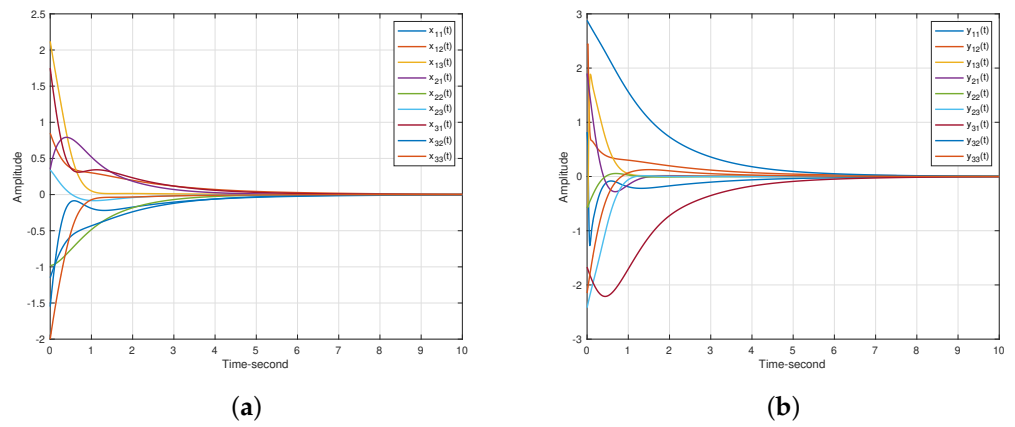 2.5
2
1.5
1
0.5
0
-0.5
-1
-1.5
-2
Amplitude
0 1 2 3 4 5 6 7 8 9 10
Time-second
x11(t)
x12(t)
x13(t)
x21(t)
x22(t)
x23(t)
x31(t)
x32(t)
x33(t)
(a)
3
2
1
0
-1
-2
-3
Amplitude
0 1 2 3 4 5 6 7 8 9 10
Time-second
y11(t)
y12(t)
y13(t)
y21(t)
y22(t)
y23(t)
y31(t)
y32(t)
y33(t)
(b)